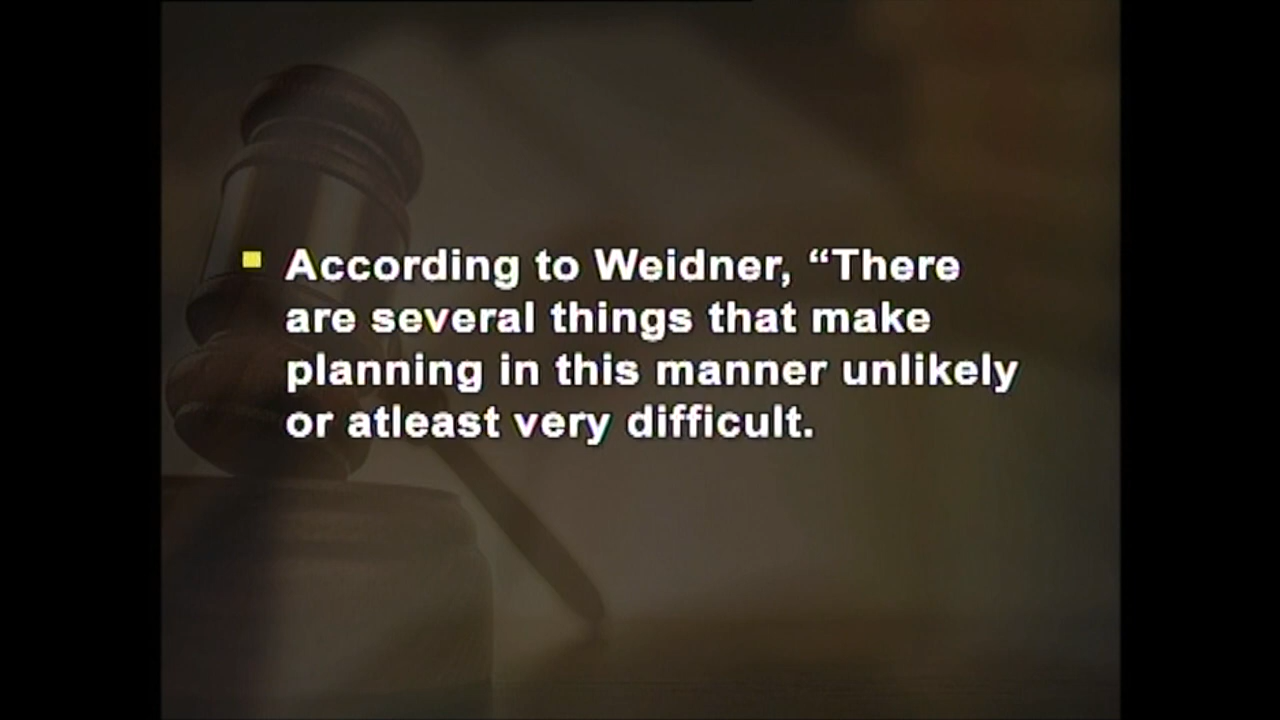 According to Weidner, “There
are several things that make
planning in this manner unlikely
or atleast very difficult.